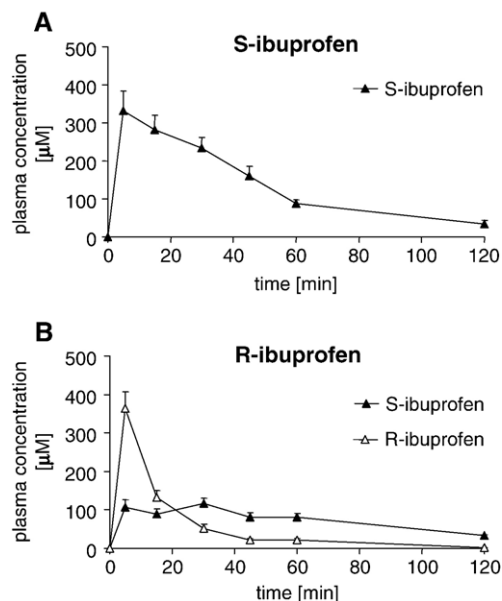 A
S-ibuprofen
500
400
300
200
100
0
plasma concentration
[μM]
S-ibuprofen
0 20 40 60 80 100 120
time [min]
B
R-ibuprofen
500
400
300
200
100
0
plasma concentration
[μM]
S-ibuprofen
R-ibuprofen
0 20 40 60 80 100 120
time [min]